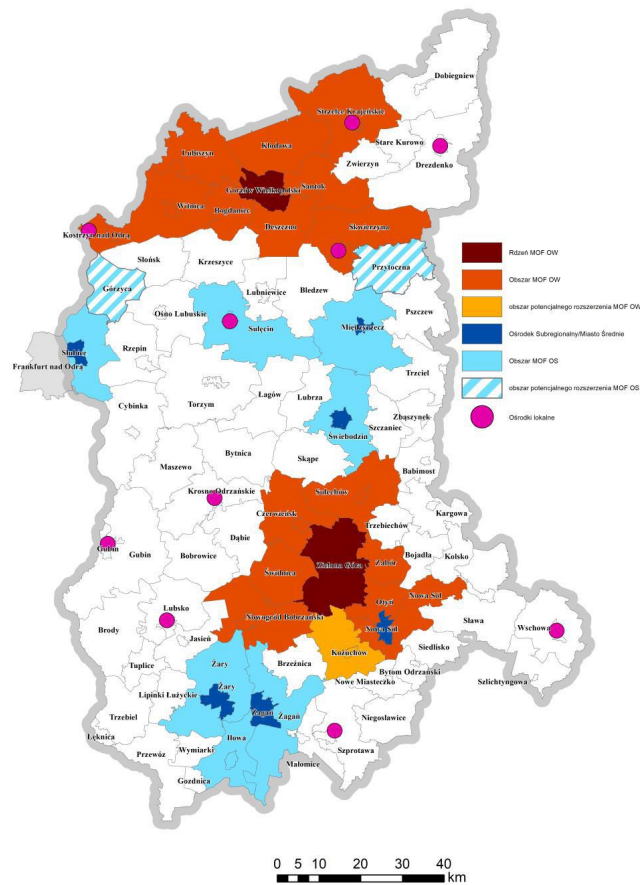 Dobiegniew
Strzelce Krajeńskie
Stare Kurowo
Kłodawa
Lubiszyn
Zwierzyn
Drezdenko
Gorzów Wielkopolski
Santok
Witnica
Bogdaniec
Deszczno
Skwierzyna
Kostrzyn nad Odrą
Słońsk
Krzeszyce
Przytoczna
Górzyca
Lubniewice
Bledzew
Ośno Lubuskie
Sulęcin
Międzyrzecz
Pszczew
Słubice
Rzepin
Frankfurt nad Odrą
Trzciel
Łagów
Lubrza
Cybinka
Torzym
Zbąszynek
Szczaniec
Świebodzin
Skąpe
Bytnica
Maszewo
Babimost
Sulechów
Krosno Odrzańskie
Czerwieńsk
Kargowa
Trzebiechów
Dąbie
Gubin
Gubin
Bobrowice
Bojadła
Kolsko
Zielona Góra
Zabór
Świdnica
Otyń
Nowa Sól
Lubsko
Nowogród Bobrzański
Sława
Wschowa
Brody
Nowa Sól
Jasień
Siedlisko
Kożuchów
Tuplice
Żary
Brzeźnica
Bytom Odrzański
Nowe Miasteczko
Szlichtyngowa
Lipinki Łużyckie
Żary
Żagań
Żagań
Niegosławice
Trzebiel
Łęknica
Iłowa
Szprotawa
Przewóz
Wymiarki
Małomice
Gozdnica
Rdzeń MOF OW
Obszar MOF OW
obszar potencjalnego rozszerzenia MOF OW
Ośrodek Subregionalny/Miasto Średnie
Obszar MOF OS
obszar potencjalnego rozszerzenia MOF OS
Ośrodki lokalne
0 5 10 20 30 40
km